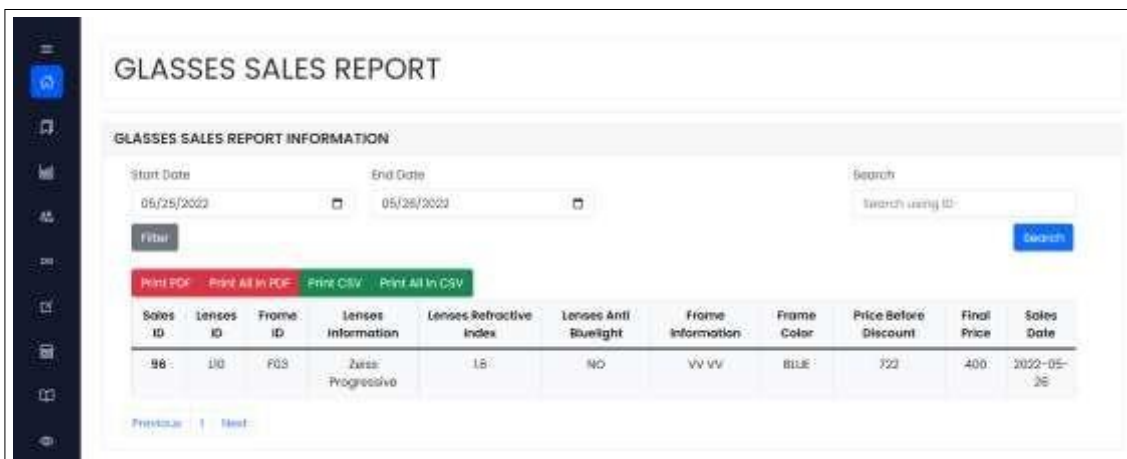 GLASSES SALES REPORT
GLASSES SALES REPORT INFORMATION
Start Date End Date Search
05/25/2022 05/26/2022 Search using ID
Filter Search
Print PDF Print All In PDF Print CSV Print All In CSV
Sales ID Lenses ID Frame ID Lenses Information Lenses Refractive Index Lenses Anti Bluelight Frame Information Frame Color Price Before Discount Final Price Sales Date
98 F03 Zeiss Progressive 1.6 NO VV VV BLUE 722 400 2022-05-26
Previous 1 Next